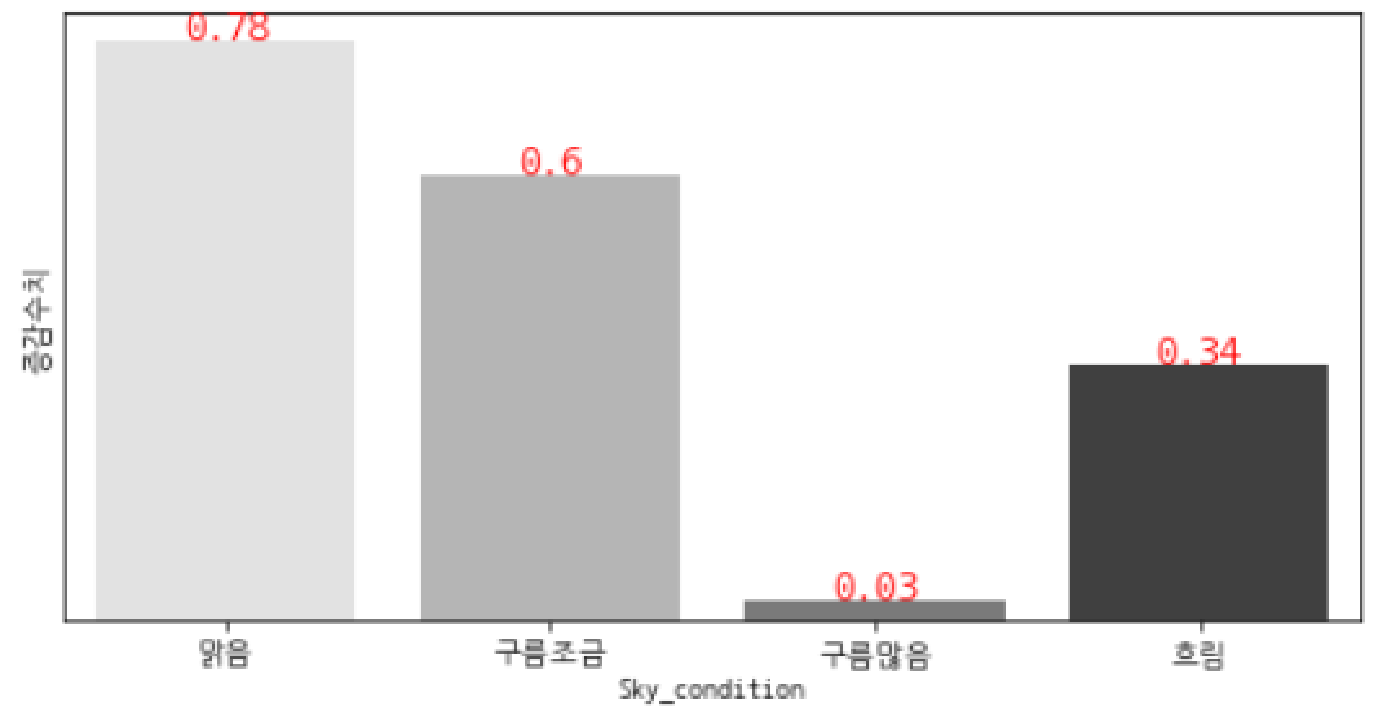 0.78
0.6
0.34
0.03
증감수치
맑음
구름조금
구름많음
흐림
Sky_condition